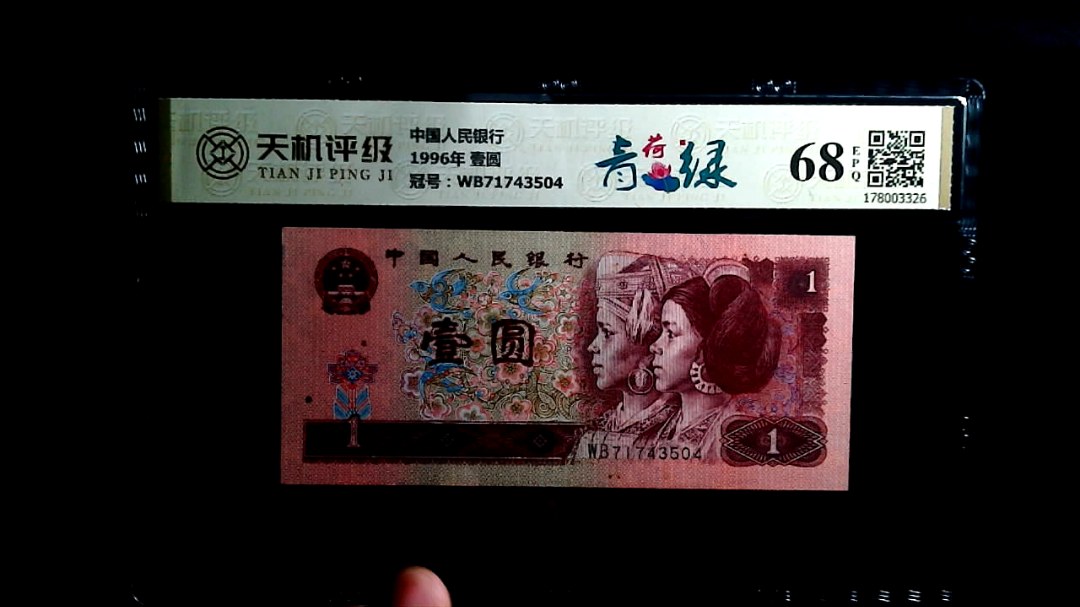 天机评级
TIAN JI PING JI
中国人民银行
1996年 壹圆
冠号：WB71743504
青荷绿
68
EPQ
178003326
中国人民银行
1
壹圆
1
WB71743504
1